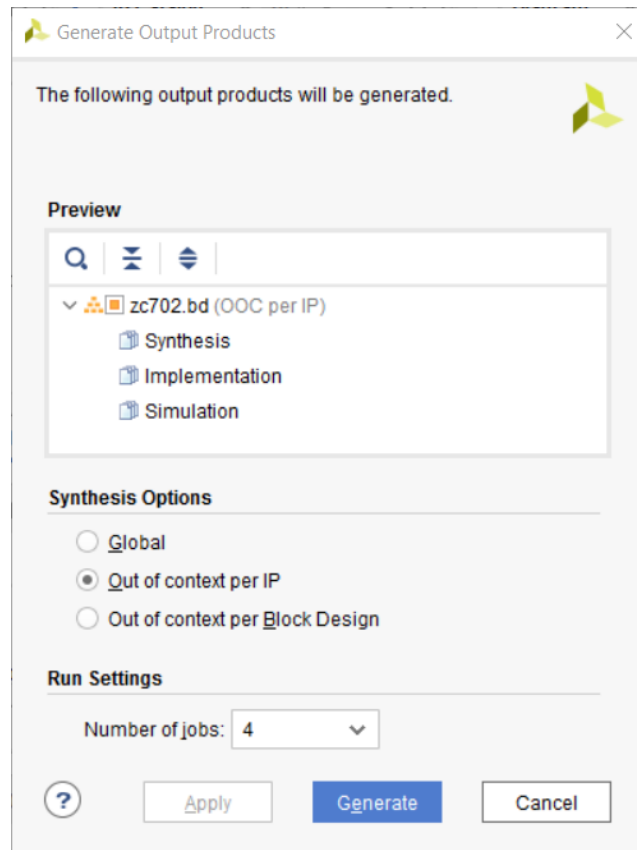 Generate Output Products
The following output products will be generated.
Preview
zc702.bd (OOC per IP)
Synthesis
Implementation
Simulation
Synthesis Options
Global
Out of context per IP
Out of context per Block Design
Run Settings
Number of jobs: 4
? Apply Generate Cancel